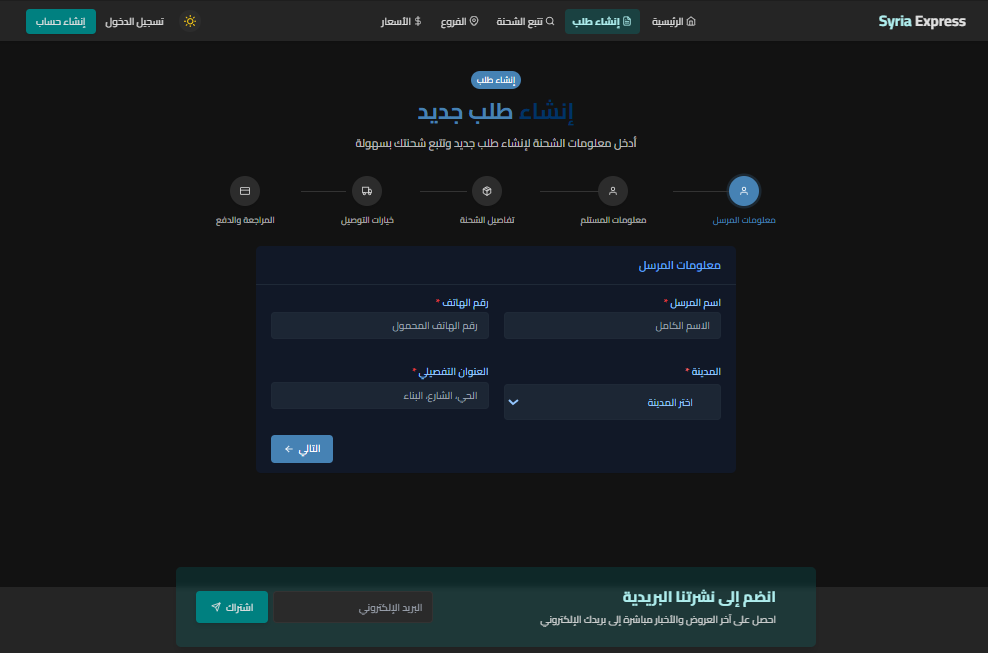 Syria Express
الرئيسية
إنشاء طلب
تتبع الشحنة
الفروع
الأسعار
تسجيل الدخول
إنشاء حساب
إنشاء طلب
إنشاء طلب جديد
أدخل معلومات الشحنة لإنشاء طلب جديد وتتبع شحنتك بسهولة
معلومات المرسل
معلومات المستلم
تفاصيل الشحنة
خيارات التوصيل
المراجعة والدفع
معلومات المرسل
اسم المرسل *
رقم الهاتف *
الاسم الكامل
رقم الهاتف المحمول
المدينة *
العنوان التفصيلي *
اختر المدينة
الحي، الشارع، البناء
التالي ←
انضم إلى نشرتنا البريدية
احصل على آخر العروض والأخبار مباشرة إلى بريدك الإلكتروني
البريد الإلكتروني
اشتراك